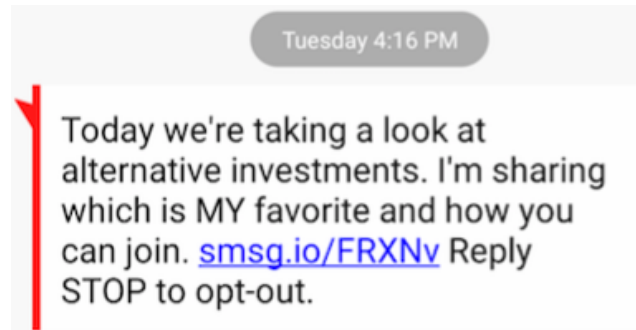 Tuesday 4:16 PM
Today we're taking a look at
alternative investments. I'm sharing
which is MY favorite and how you
can join. smsg.io/FRXNv Reply
STOP to opt-out.